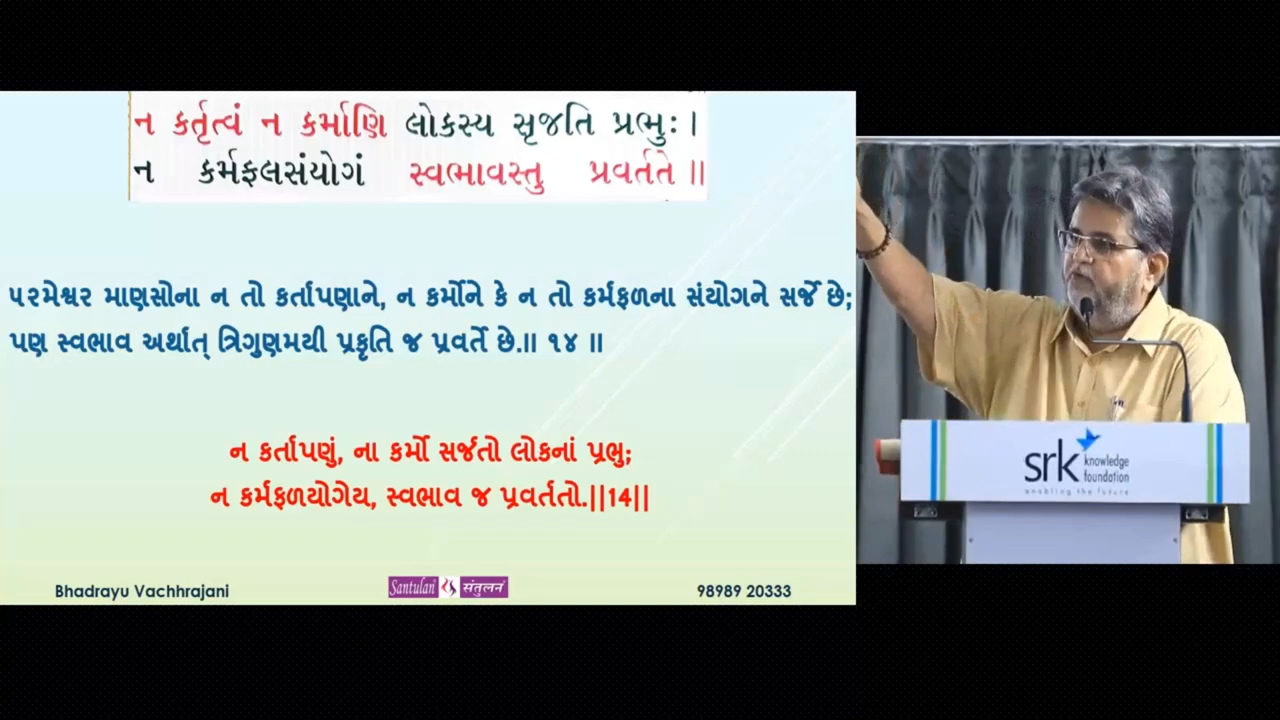 ન કર્તૃત્વં ન કર્માણિ લોકસ્ય સૃજતિ પ્રભુઃ।
ન કર્મફલસંયોગં સ્વભાવસ્તુ પ્રવર્તતે॥
પરમેશ્વર માણસોના ન તો કર્તાપણાને, ન કર્મોને કે ન તો કર્મફળના સંયોગને સર્જે છે;
પણ સ્વભાવ અર્થાત્ ત્રિગુણમયી પ્રકૃતિ જ પ્રવર્તે છે.॥ ૧૪ ॥
ન કર્તાપણું, ના કર્મો સર્જતો લોકનાં પ્રભુ;
ન કર્મફળયોગેય, સ્વભાવ જ પ્રવર્તતો.||14||
Bhadrayu Vachhrajani
Santulan संतुलन
98989 20333
srk knowledge foundation
enabling the future